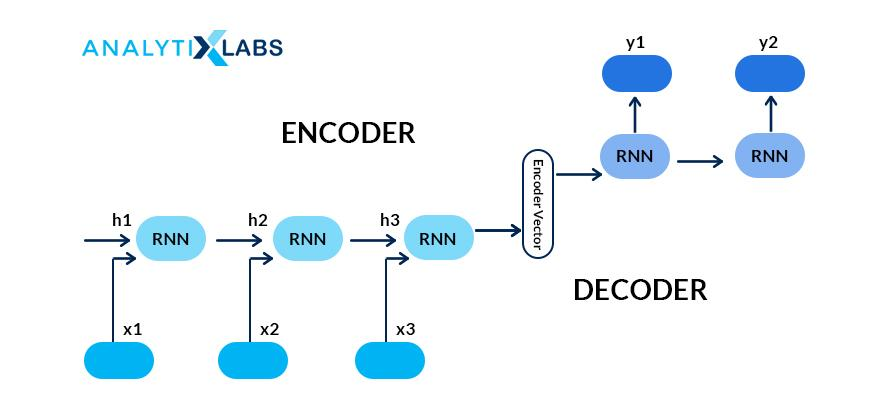 ANALYTIXLABS
y1 y2
ENCODER
RNN RNN
Encoder Vector
h1 h2 h3
RNN RNN RNN
DECODER
x1 x2 x3